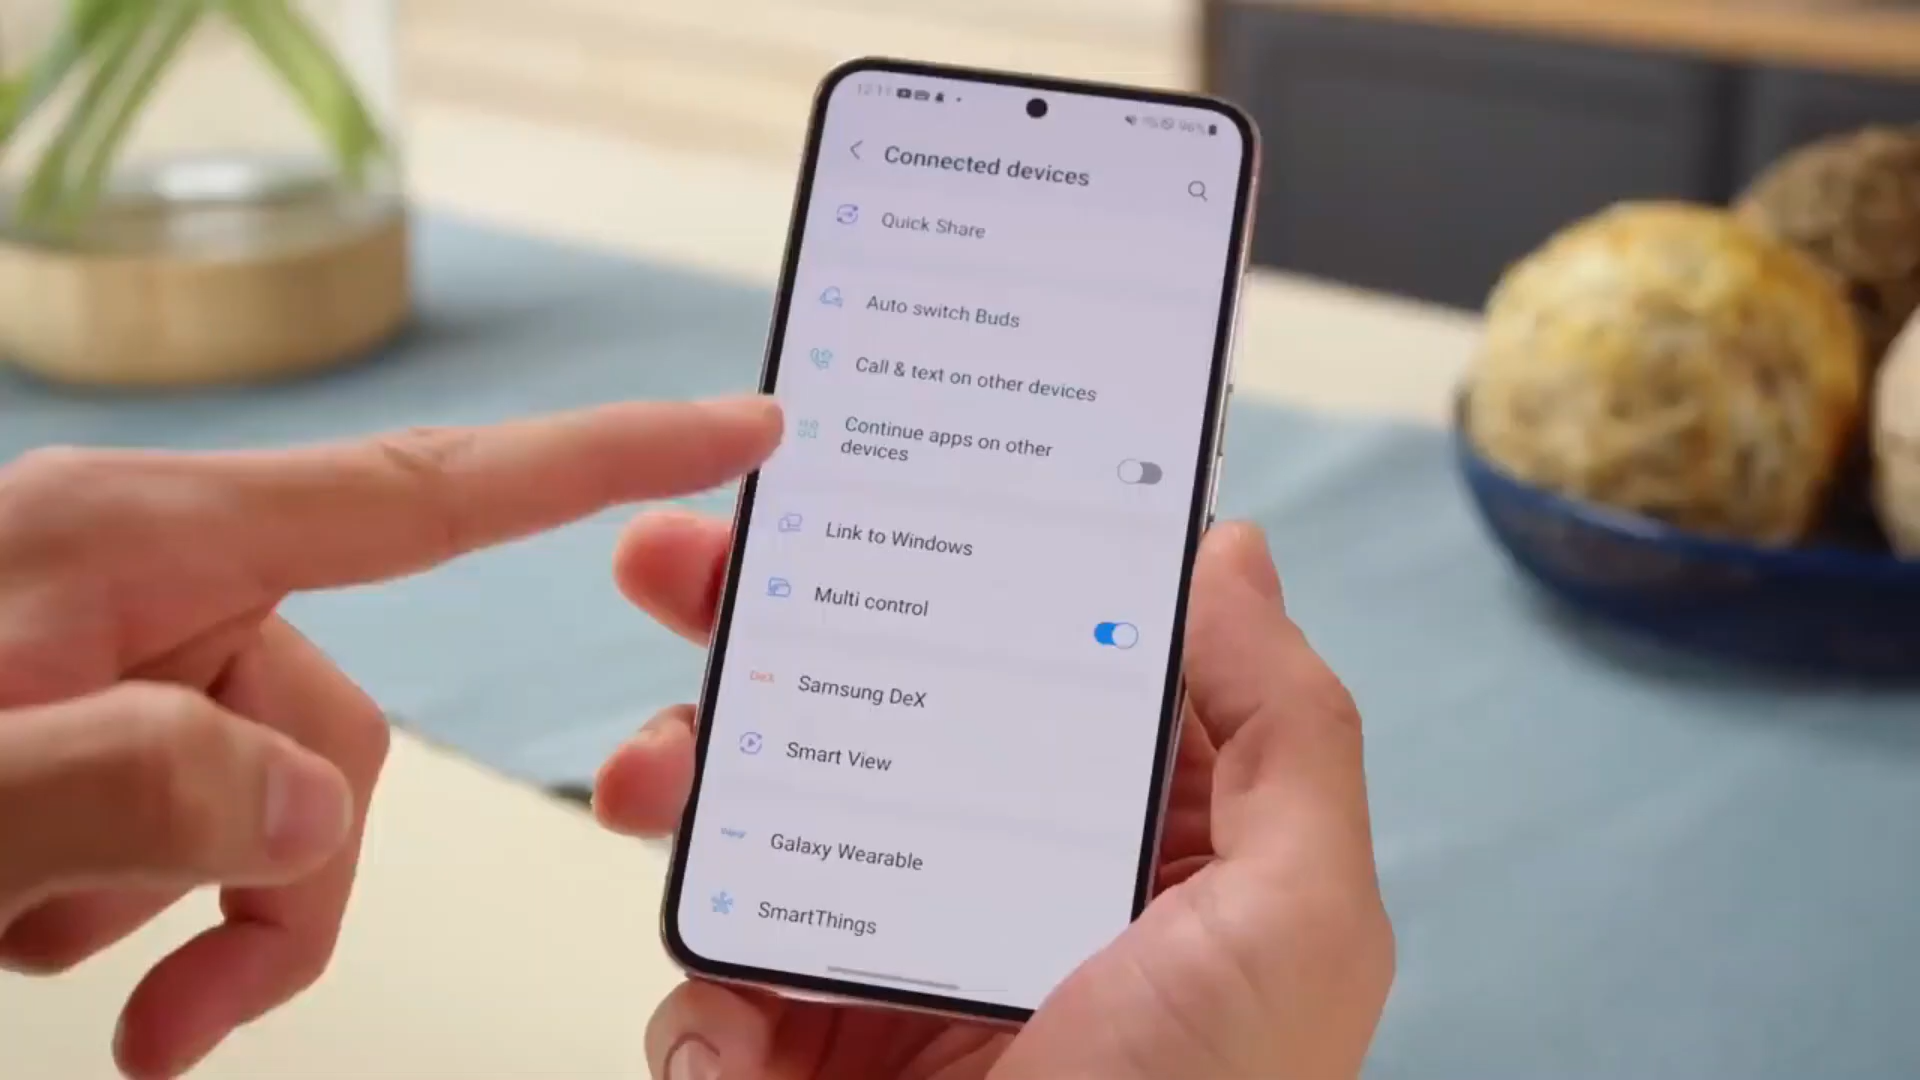 96%
Connected devices
Quick Share
Auto switch Buds
Call & text on other devices
Continue apps on other
devices
Link to Windows
Multi control
DeX
Samsung DeX
Smart View
Galaxy Wearable
SmartThings